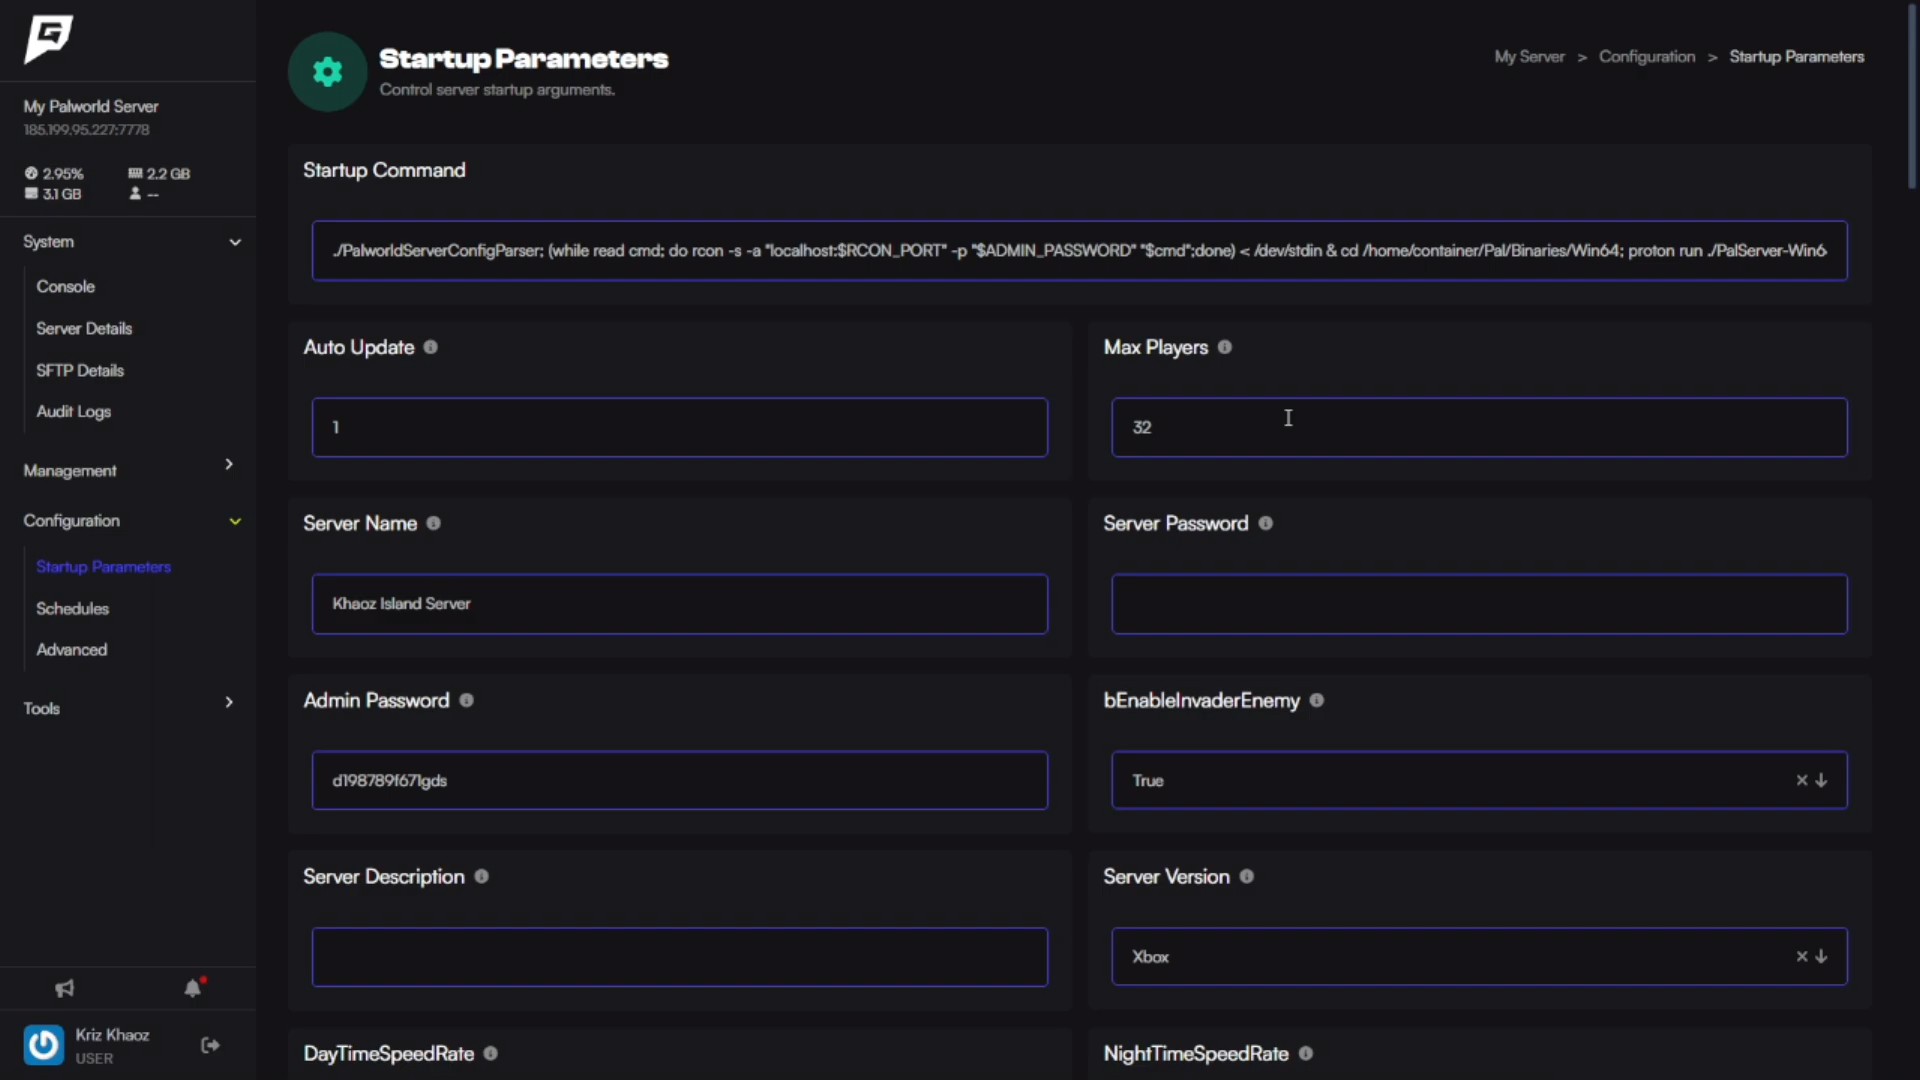 My Palworld Server
185.199.95.227:7778
2.95%
2.2 GB
3.1 GB
--
System
Console
Server Details
SFTP Details
Audit Logs
Management
Configuration
Startup Parameters
Schedules
Advanced
Tools
Kriz Khaoz
USER
Startup Parameters
Control server startup arguments.
My Server > Configuration > Startup Parameters
Startup Command
./PalworldServerConfigParser; (while read cmd; do rcon -s -a "localhost:$RCON_PORT" -p "$ADMIN_PASSWORD" "$cmd";done) < /dev/stdin & cd /home/container/Pal/Binaries/Win64; proton run ./PalServer-Win6
Auto Update
1
Max Players
32
Server Name
Khaoz Island Server
Server Password
Admin Password
d198789f671gds
bEnableInvaderEnemy
True
Server Description
Server Version
Xbox
DayTimeSpeedRate
NightTimeSpeedRate